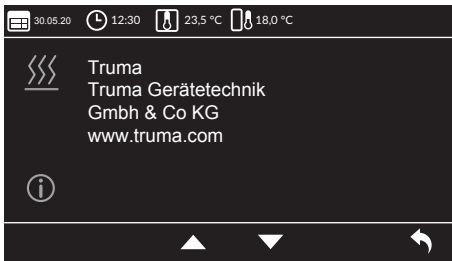 30.05.20 12:30 23,5 °C 18,0 °C
Truma
Truma Gerätetechnik
Gmbh & Co KG
www.truma.com